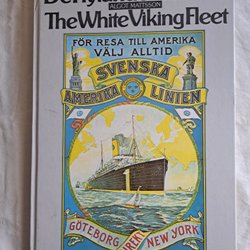 ALGOT MATTSSON
The White Viking Fleet
FÖR RESA TILL AMERIKA
VÄLJ ALLTID
SVENSKA
AMERIKA LINIEN
GÖTEBORG
NEW YORK